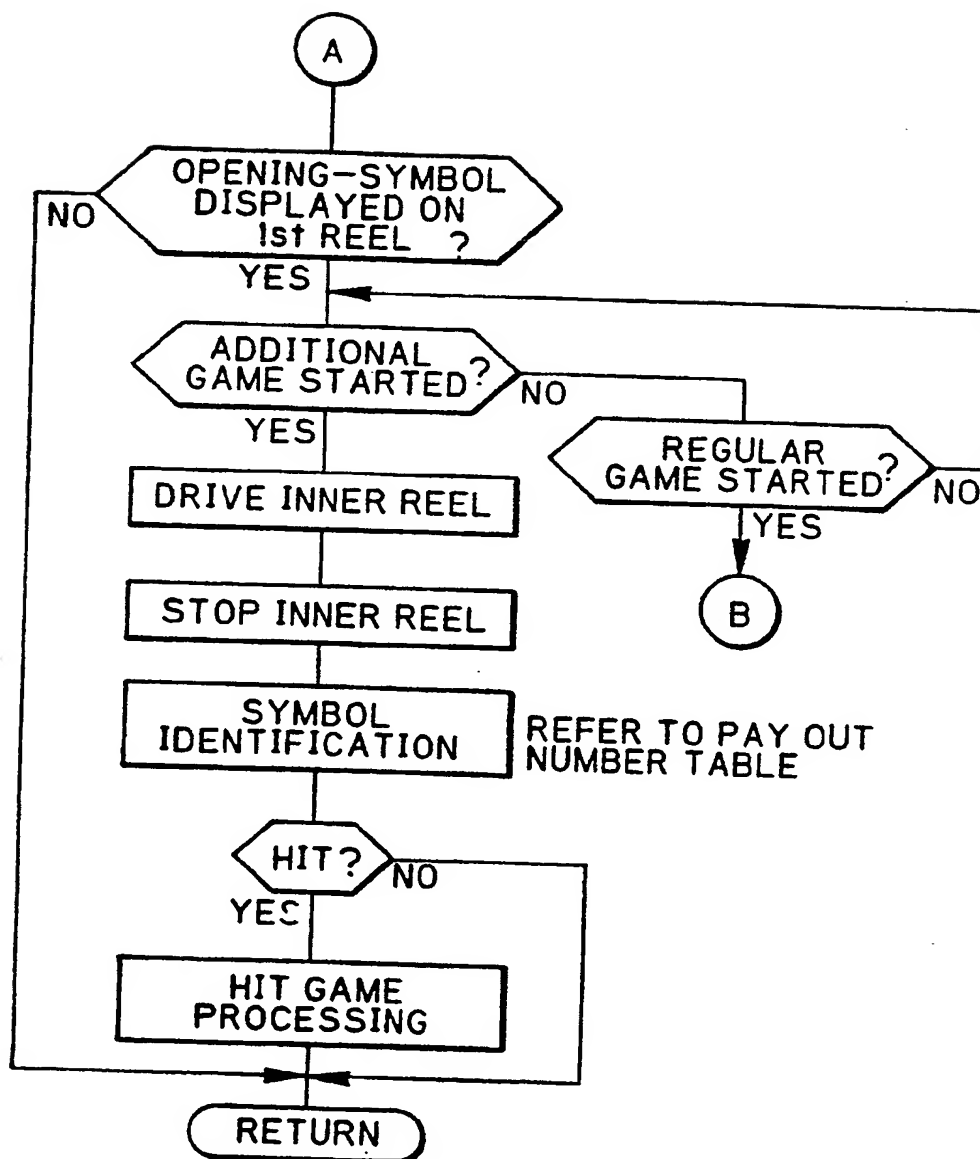 A
OPENING-SYMBOL
DISPLAYED ON
1st REEL ?
NO
YES
ADDITIONAL
GAME STARTED?
NO
YES
REGULAR
GAME STARTED?
NO
YES
DRIVE INNER REEL
B
STOP INNER REEL
SYMBOL
IDENTIFICATION
REFER TO PAY OUT
NUMBER TABLE
HIT?
NO
YES
HIT GAME
PROCESSING
RETURN